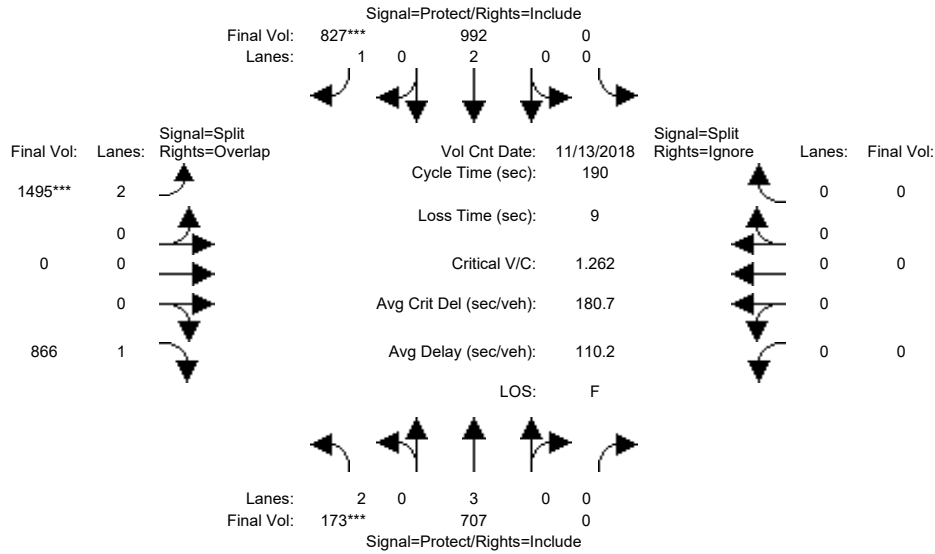 Signal=Protect/Rights=Include
Final Vol: 827*** 992 0
Lanes: 1 0 2 0 0
Signal=Split Signal=Split
Final Vol: Lanes: Rights=Overlap Vol Cnt Date: 11/13/2018 Rights=Ignore Lanes: Final Vol:
Cycle Time (sec): 190
1495*** 2 0 0
Loss Time (sec): 9
0 0
0 0 Critical V/C: 1.262 0 0
0 Avg Crit Del (sec/veh): 180.7 0
866 1 Avg Delay (sec/veh): 110.2 0 0
LOS: F
Lanes: 2 0 3 0 0
Final Vol: 173*** 707 0
Signal=Protect/Rights=Include